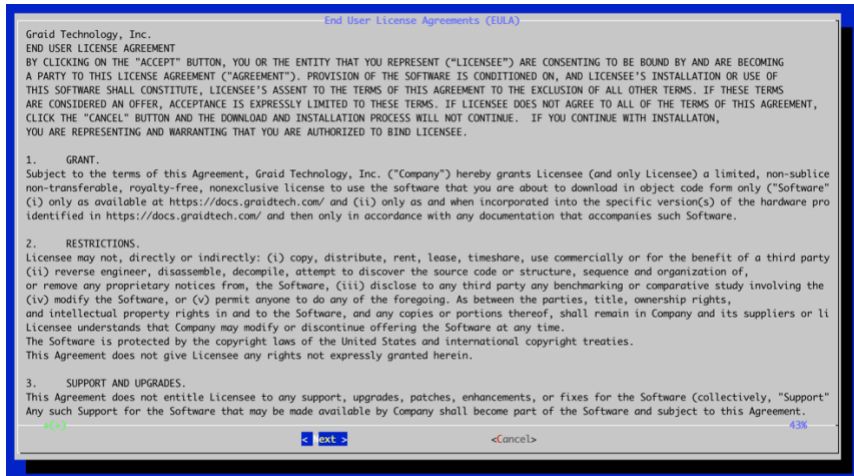 End User License Agreements (EULA)
Graid Technology, Inc.
END USER LICENSE AGREEMENT
BY CLICKING ON THE "ACCEPT" BUTTON, YOU OR THE ENTITY THAT YOU REPRESENT (“LICENSEE”) ARE CONSENTING TO BE BOUND BY AND ARE BECOMING
A PARTY TO THIS LICENSE AGREEMENT ("AGREEMENT"). PROVISION OF THE SOFTWARE IS CONDITIONED ON, AND LICENSEE'S INSTALLATION OR USE OF
THIS SOFTWARE SHALL CONSTITUTE, LICENSEE'S ASSENT TO THE TERMS OF THIS AGREEMENT TO THE EXCLUSION OF ALL OTHER TERMS. IF THESE TERMS
ARE CONSIDERED AN OFFER, ACCEPTANCE IS EXPRESSLY LIMITED TO THESE TERMS. IF LICENSEE DOES NOT AGREE TO ALL OF THE TERMS OF THIS AGREEMENT,
CLICK THE "CANCEL" BUTTON AND THE DOWNLOAD AND INSTALLATION PROCESS WILL NOT CONTINUE.  IF YOU CONTINUE WITH INSTALLATON,
YOU ARE REPRESENTING AND WARRANTING THAT YOU ARE AUTHORIZED TO BIND LICENSEE.
1.    GRANT.
Subject to the terms of this Agreement, Graid Technology, Inc. ("Company") hereby grants Licensee (and only Licensee) a limited, non-sublice
non-transferable, royalty-free, nonexclusive license to use the software that you are about to download in object code form only ("Software"
(i) only as available at https://docs.graidtech.com/ and (ii) only as and when incorporated into the specific version(s) of the hardware pro
identified in https://docs.graidtech.com/ and then only in accordance with any documentation that accompanies such Software.
2.    RESTRICTIONS.
Licensee may not, directly or indirectly: (i) copy, distribute, rent, lease, timeshare, use commercially or for the benefit of a third party
(ii) reverse engineer, disassemble, decompile, attempt to discover the source code or structure, sequence and organization of,
or remove any proprietary notices from, the Software, (iii) disclose to any third party any benchmarking or comparative study involving the
(iv) modify the Software, or (v) permit anyone to do any of the foregoing. As between the parties, title, ownership rights,
and intellectual property rights in and to the Software, and any copies or portions thereof, shall remain in Company and its suppliers or li
Licensee understands that Company may modify or discontinue offering the Software at any time.
The Software is protected by the copyright laws of the United States and international copyright treaties.
This Agreement does not give Licensee any rights not expressly granted herein.
3.    SUPPORT AND UPGRADES.
This Agreement does not entitle Licensee to any support, upgrades, patches, enhancements, or fixes for the Software (collectively, "Support"
Any such Support for the Software that may be made available by Company shall become part of the Software and subject to this Agreement.
+(+) 43%
< Next > <Cancel>